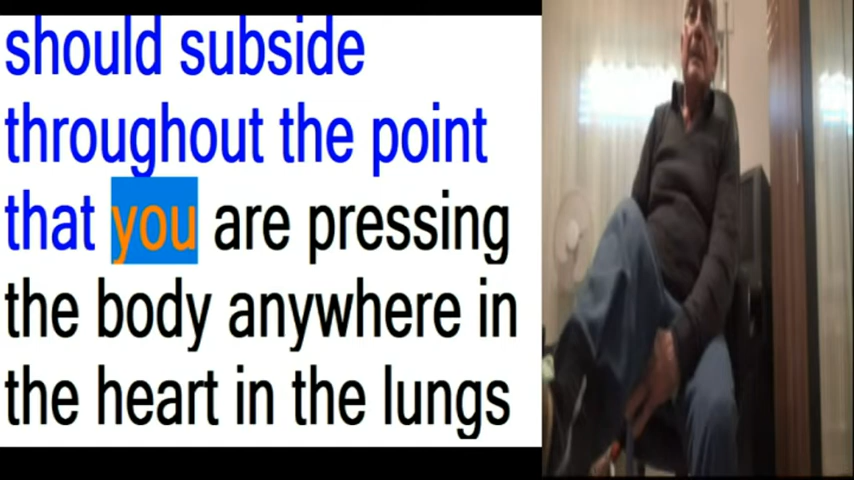 should subside
throughout the point
that you are pressing
the body anywhere in
the heart in the lungs